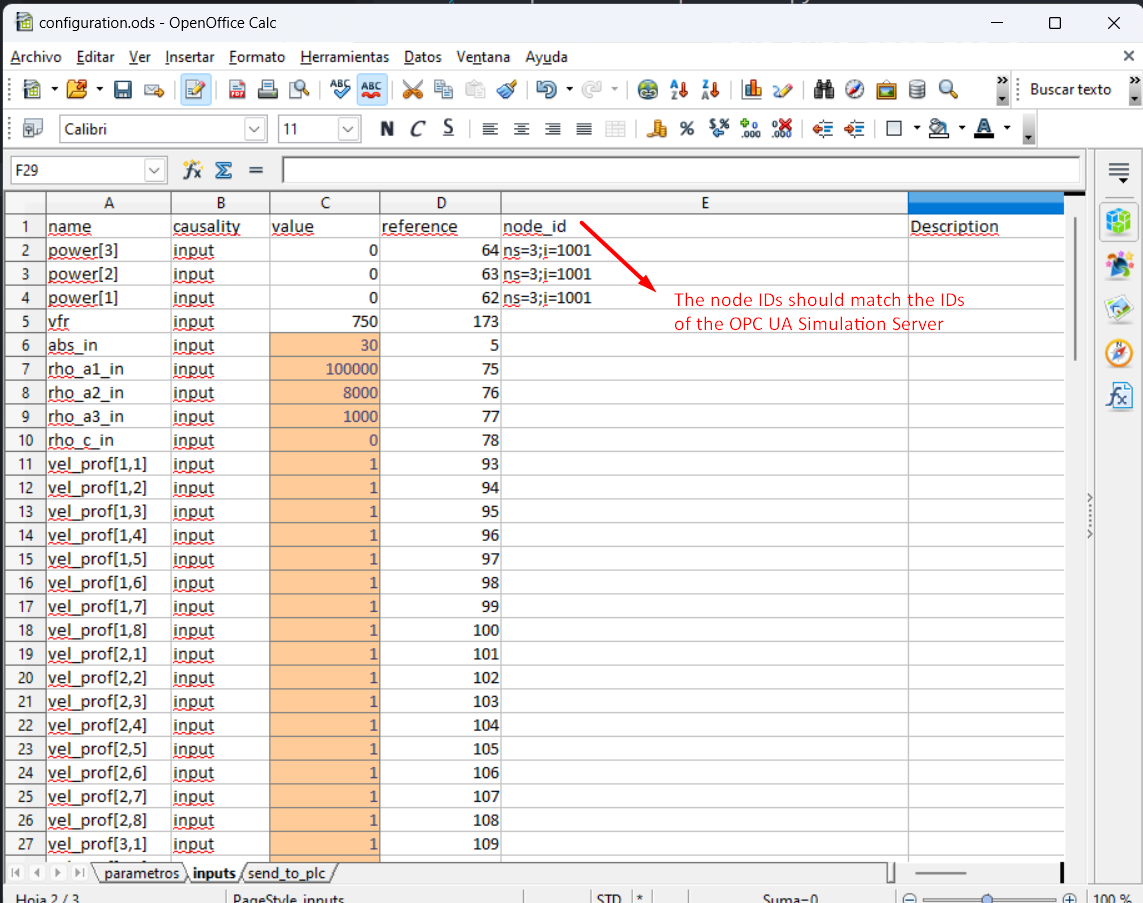 configuration.ods - OpenOffice Calc
Archivo Editar Ver Insertar Formato Herramientas Datos Ventana Ayuda
Buscar texto
Calibri 11 N C S
F29
A B C D E
1 name causality value reference node_id Description
2 power[3] input 0 64 ns=3;i=1001
3 power[2] input 0 63 ns=3;i=1001
4 power[1] input 0 62 ns=3;i=1001
The node IDs should match the IDs
of the OPC UA Simulation Server
5 vfr input 750 173
6 abs_in input 30 5
7 rho_a1_in input 100000 75
8 rho_a2_in input 8000 76
9 rho_a3_in input 1000 77
10 rho_c_in input 0 78
11 vel_prof[1,1] input 1 93
12 vel_prof[1,2] input 1 94
13 vel_prof[1,3] input 1 95
14 vel_prof[1,4] input 1 96
15 vel_prof[1,5] input 1 97
16 vel_prof[1,6] input 1 98
17 vel_prof[1,7] input 1 99
18 vel_prof[1,8] input 1 100
19 vel_prof[2,1] input 1 101
20 vel_prof[2,2] input 1 102
21 vel_prof[2,3] input 1 103
22 vel_prof[2,4] input 1 104
23 vel_prof[2,5] input 1 105
24 vel_prof[2,6] input 1 106
25 vel_prof[2,7] input 1 107
26 vel_prof[2,8] input 1 108
27 vel_prof[3,1] input 1 109
parametros inputs send_to_plc
Hoja 2 / 3 PageStyle_inputs STD * Suma=0 100 %